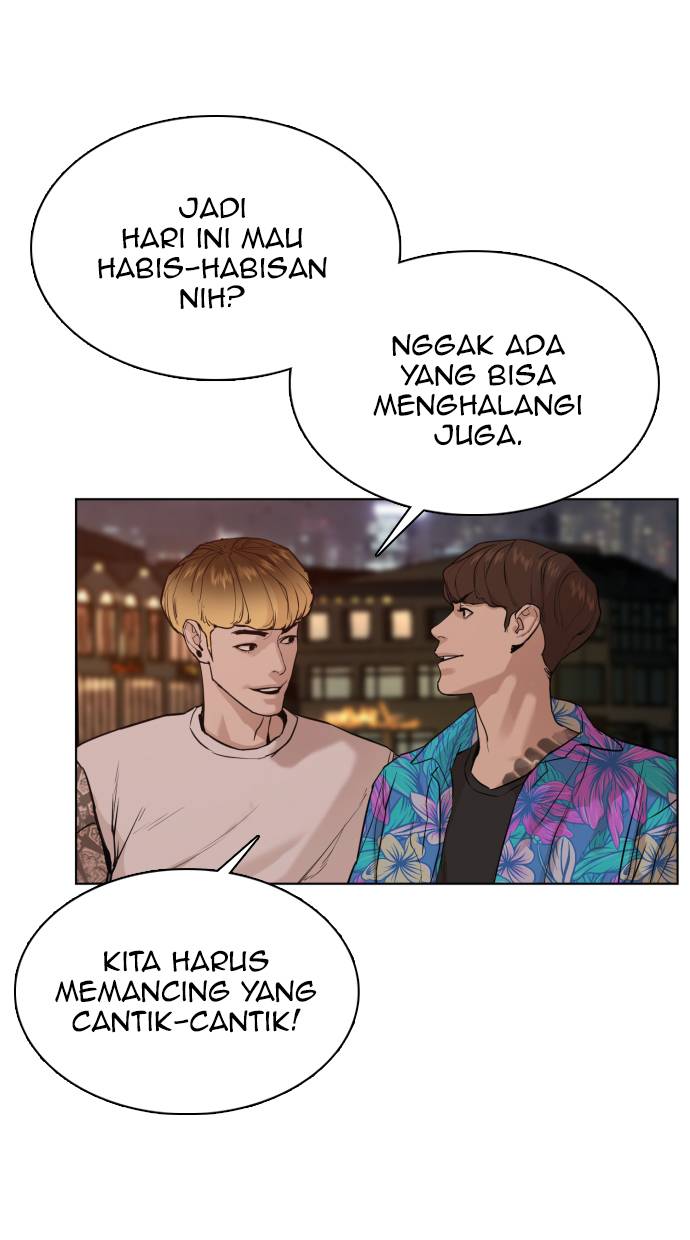 JADI
HARI INI MAU
HABIS-HABISAN
NIH?
NGGAK ADA
YANG BISA
MENGHALANGI
JUGA.
KITA HARUS
MEMANCING YANG
CANTIK-CANTIK!